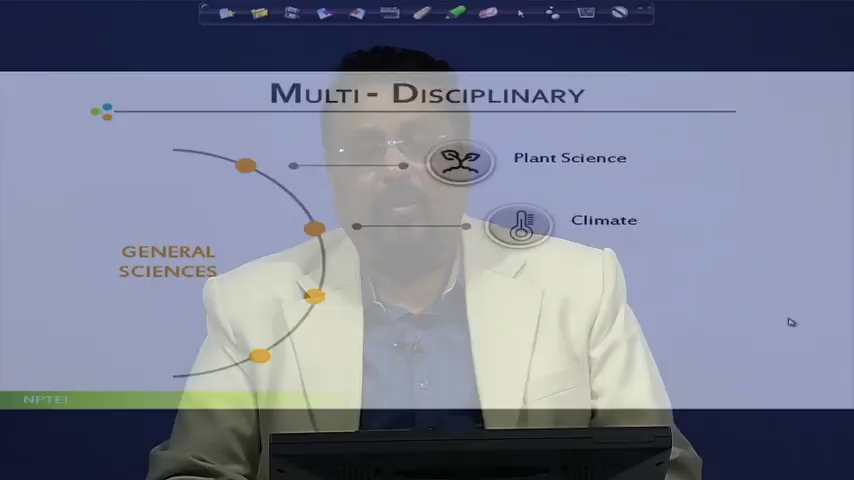 MULTI - DISCIPLINARY
Plant Science
Climate
GENERAL
SCIENCES
NPTEL